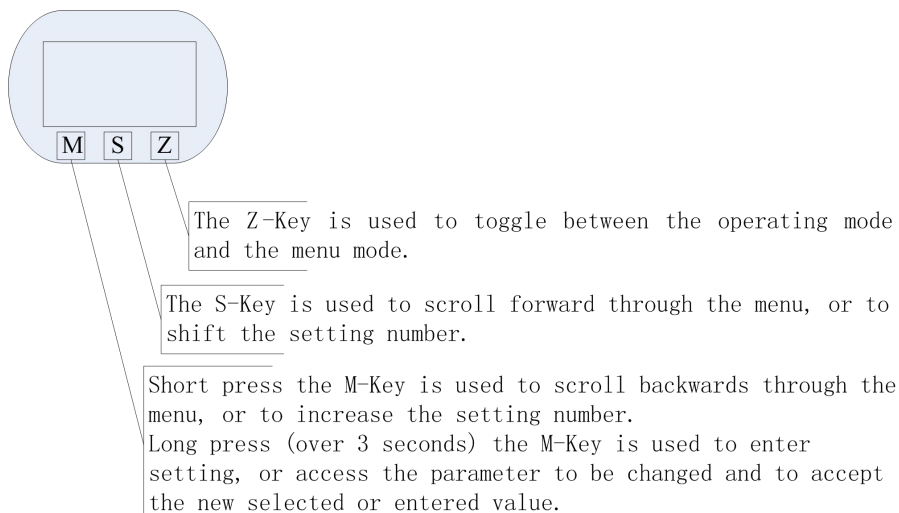 M S Z
The Z-Key is used to toggle between the operating mode
and the menu mode.
The S-Key is used to scroll forward through the menu, or to
shift the setting number.
Short press the M-Key is used to scroll backwards through the
menu, or to increase the setting number.
Long press (over 3 seconds) the M-Key is used to enter
setting, or access the parameter to be changed and to accept
the new selected or entered value.